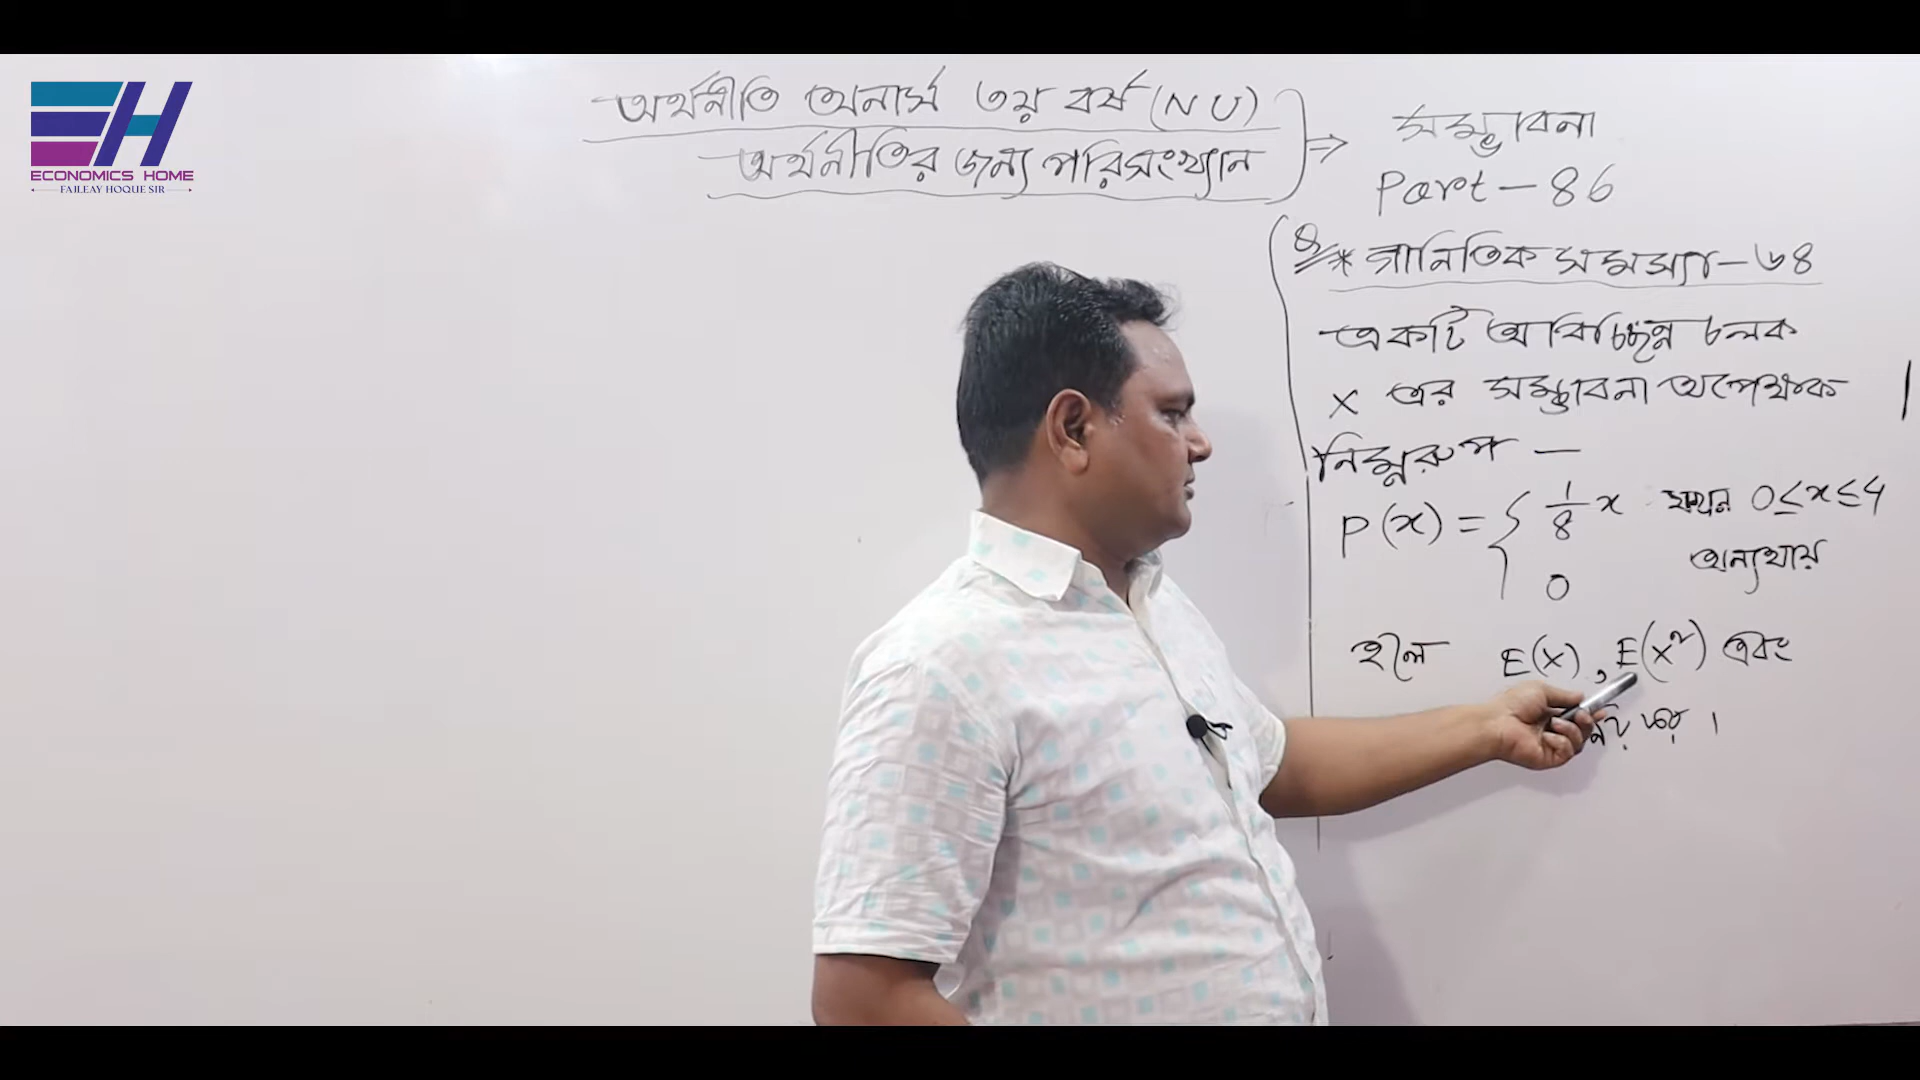 ECONOMICS HOME
FAILEAY HOQUE SIR
অর্থনীতি অনার্স ৩য় বর্ষ (NU)
অর্থনীতির জন্য পরিসংখ্যান
সম্ভাবনা
Part-86
* গানিতিক সমস্যা-৬৪
একটি অবিচ্ছিন্ন চলক
x এর সম্ভাবনা অপেক্ষক
নিম্নরুপ —
P(x) = { 1/8 x যখন 0≤x≤4
0 অন্যথায়
হলে E(x), E(x²) এবং